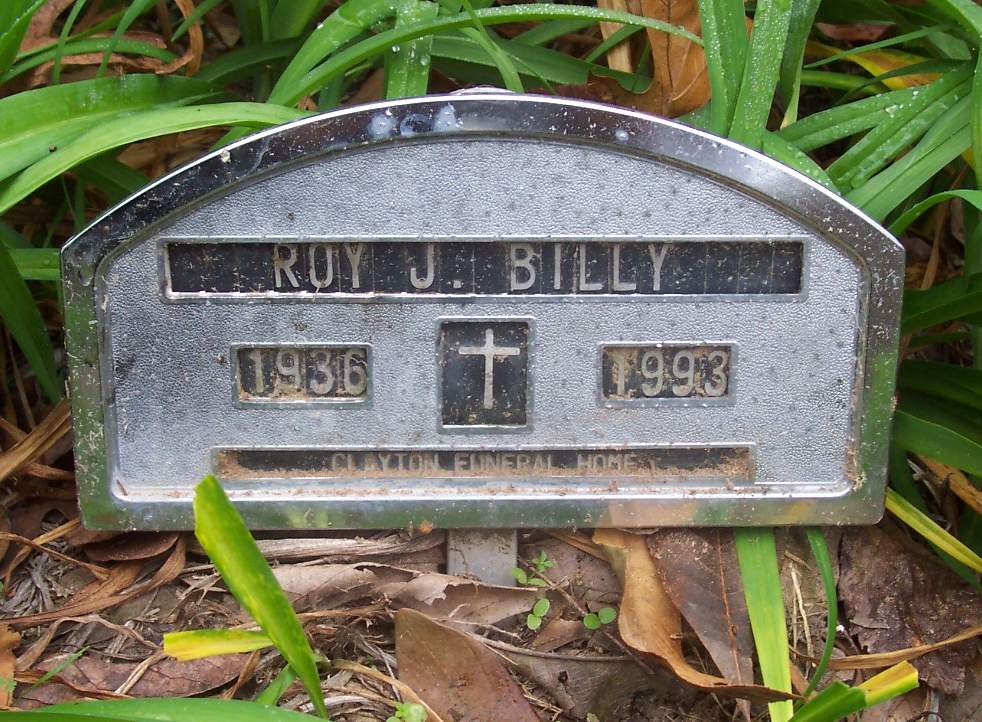 ROY J. BILLY
1936 1993
CLAYTON FUNERAL HOME